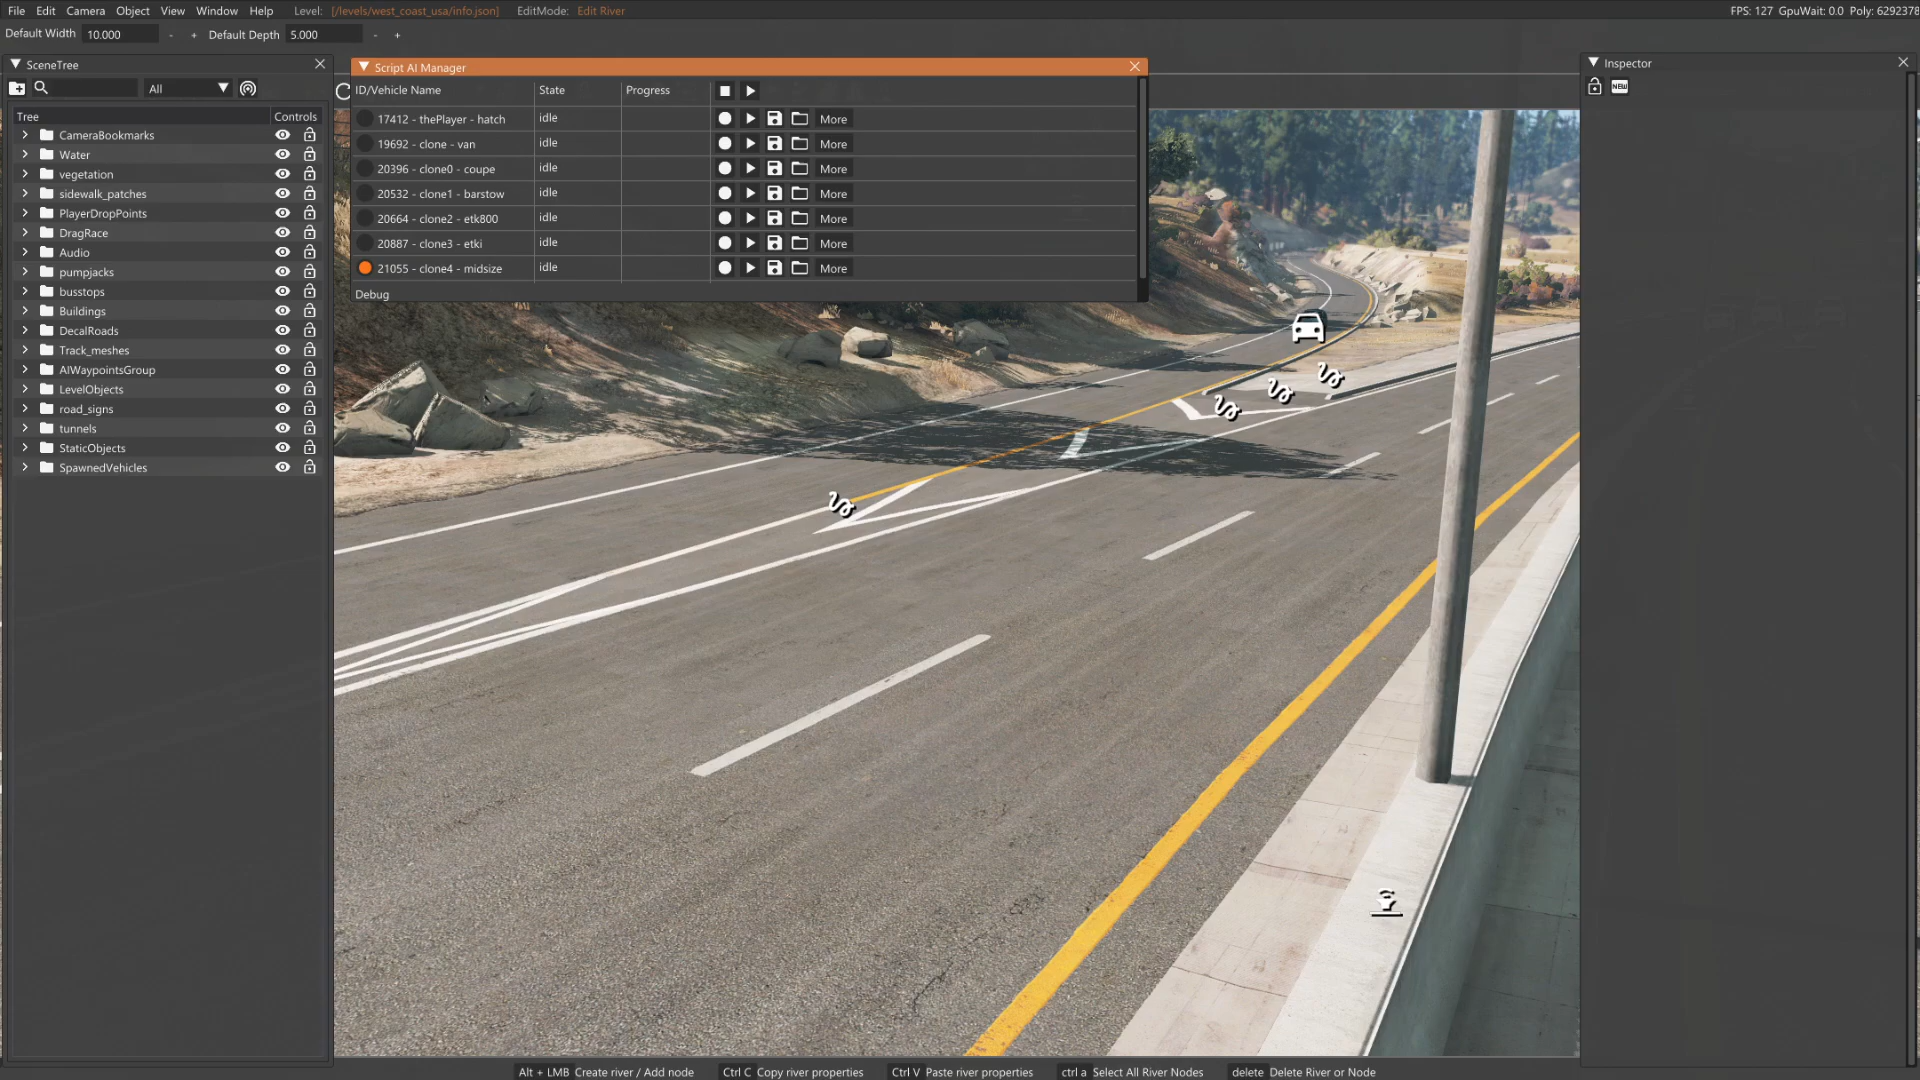 File Edit Camera Object View Window Help Level: [/levels/west_coast_usa/info.json] EditMode: Edit River FPS: 127 GpuWait: 0.0 Poly: 6292378
Default Width 10.000 - + Default Depth 5.000 - +
SceneTree
All
Tree Controls
CameraBookmarks
Water
vegetation
sidewalk_patches
PlayerDropPoints
DragRace
Audio
pumpjacks
busstops
Buildings
DecalRoads
Track_meshes
AIWaypointsGroup
LevelObjects
road_signs
tunnels
StaticObjects
SpawnedVehicles
Script AI Manager
ID/Vehicle Name State Progress
17412 - thePlayer - hatch idle More
19692 - clone - van idle More
20396 - clone0 - coupe idle More
20532 - clone1 - barstow idle More
20664 - clone2 - etk800 idle More
20887 - clone3 - etki idle More
21055 - clone4 - midsize idle More
Debug
Inspector
NEW
Alt + LMB Create river / Add node Ctrl C Copy river properties Ctrl V Paste river properties ctrl a Select All River Nodes delete Delete River or Node